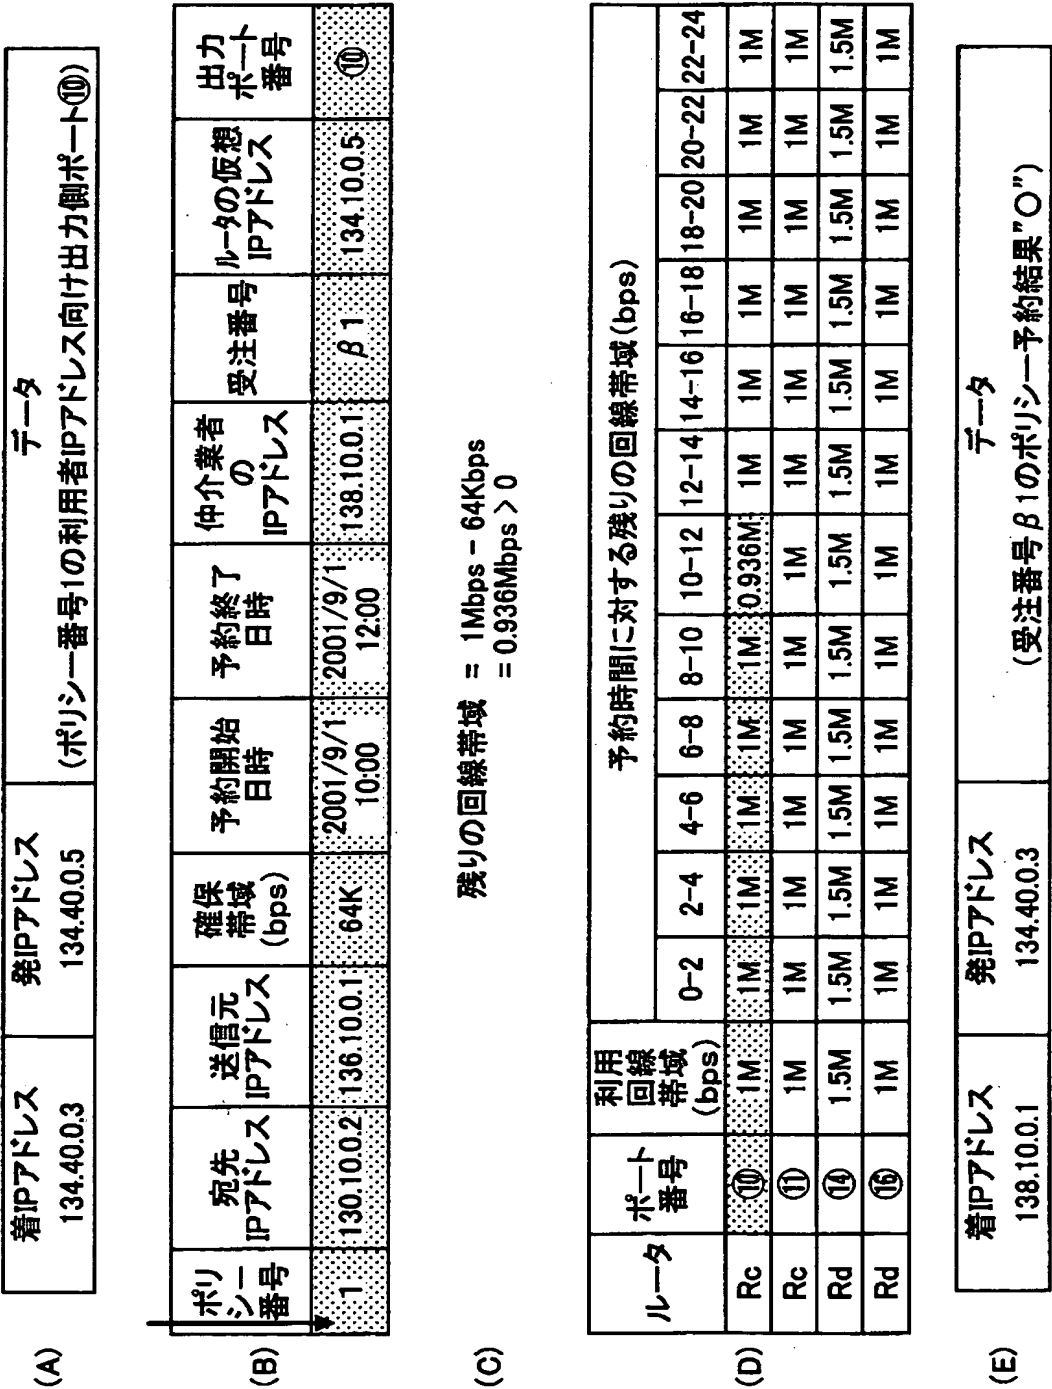 (A)
着IPアドレス 発IPアドレス データ
134.40.0.3 134.40.0.5 (ポリシー番号1の利用者IPアドレス向け出力側ポート⑩)
(B)
ポリシー番号 宛先IPアドレス 送信元IPアドレス 確保帯域(bps) 予約開始日時 予約終了日時 仲介業者のIPアドレス 受注番号 ルータの仮想IPアドレス 出力ポート番号
1 130.10.0.2 136.10.0.1 64K 2001/9/1 10:00 2001/9/1 12:00 138.10.0.1 β1 134.10.0.5 ⑩
(C)
残りの回線帯域 = 1Mbps - 64Kbps
= 0.936Mbps > 0
(D)
ルータ ポート番号 利用回線帯域(bps) 予約時間に対する残りの回線帯域(bps)
0-2 2-4 4-6 6-8 8-10 10-12 12-14 14-16 16-18 18-20 20-22 22-24
Rc ⑩ 1M 1M 1M 1M 1M 1M 0.936M 1M 1M 1M 1M 1M 1M
Rc ⑪ 1M 1M 1M 1M 1M 1M 1M 1M 1M 1M 1M 1M 1M
Rd ⑭ 1.5M 1.5M 1.5M 1.5M 1.5M 1.5M 1.5M 1.5M 1.5M 1.5M 1.5M 1.5M 1.5M
Rd ⑯ 1M 1M 1M 1M 1M 1M 1M 1M 1M 1M 1M 1M 1M
(E)
着IPアドレス 発IPアドレス データ
138.10.0.1 134.40.0.3 (受注番号β1のポリシー予約結果"○")